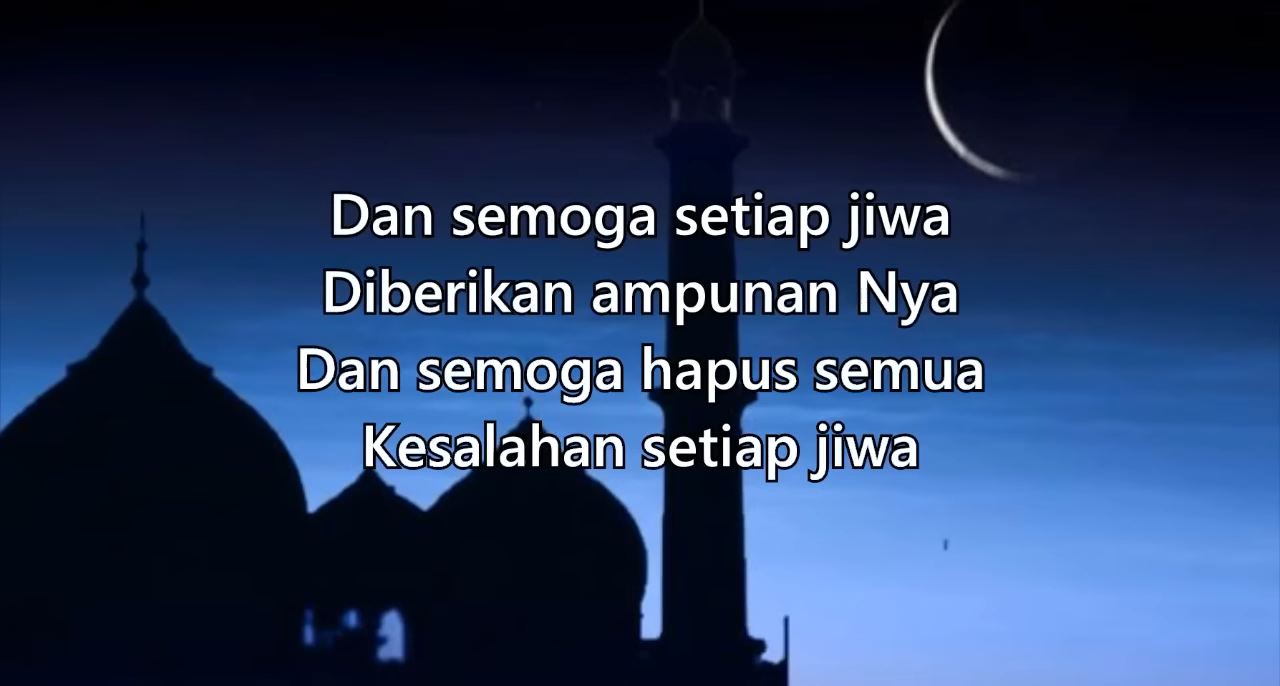 Dan semoga setiap jiwa
Diberikan ampunan Nya
Dan semoga hapus semua
Kesalahan setiap jiwa